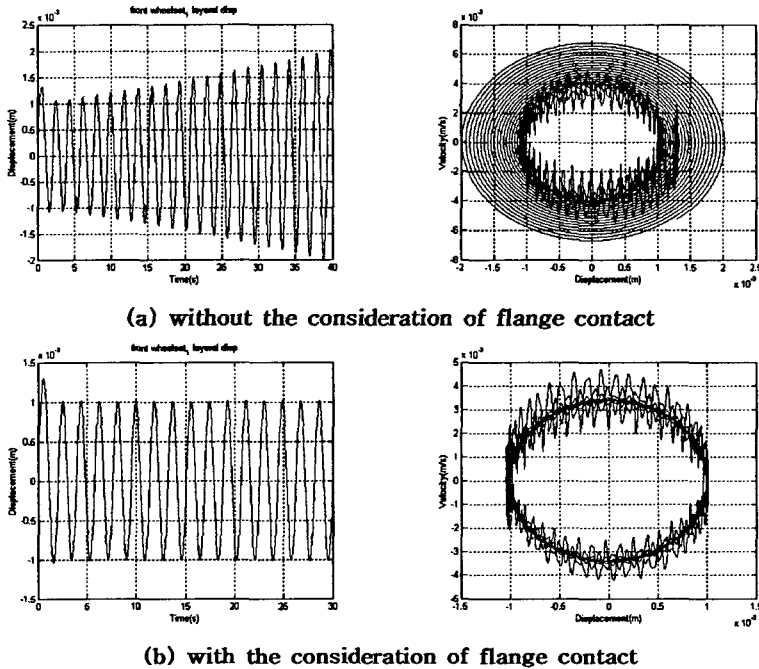 x 10⁻³
front wheelset, layeral disp
2.5
2
1.5
1
0.5
0
-0.5
-1
-1.5
-2
0 5 10 15 20 25 30 35 40
Displacement(m)
Time(s)
x 10⁻³
8
6
4
2
0
-2
-4
-6
-8
-2 -1.5 -1 -0.5 0 0.5 1 1.5 2 2.5
Velocity(m/s)
Displacement(m)
x 10⁻³
(a) without the consideration of flange contact
x 10⁻³
front wheelset, layeral disp
1.5
1
0.5
0
-0.5
-1
-1.5
0 5 10 15 20 25 30
Displacement(m)
Time(s)
x 10⁻³
5
4
3
2
1
0
-1
-2
-3
-4
-5
-1.5 -1 -0.5 0 0.5 1 1.5
Velocity(m/s)
Displacement(m)
x 10⁻³
(b) with the consideration of flange contact